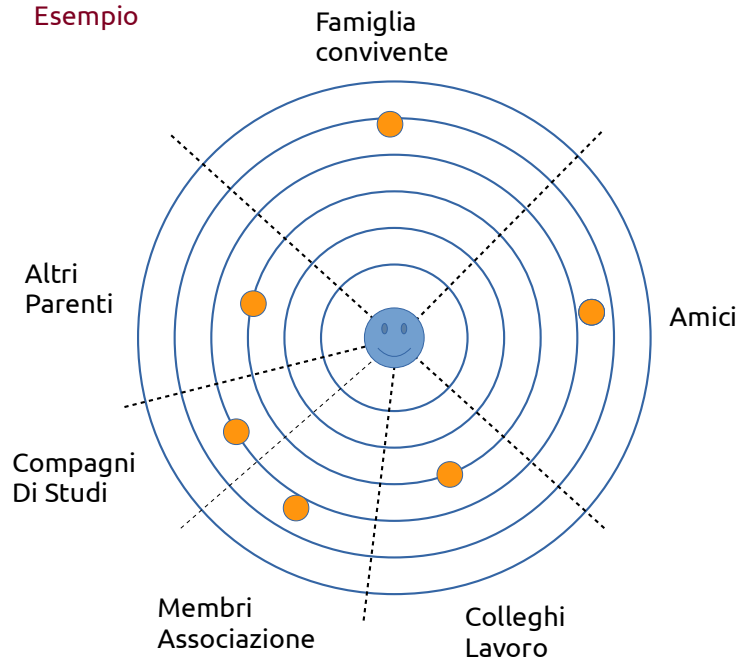 Esempio
Famiglia
convivente
Altri
Parenti
Amici
Compagni
Di Studi
Membri
Associazione
Colleghi
Lavoro